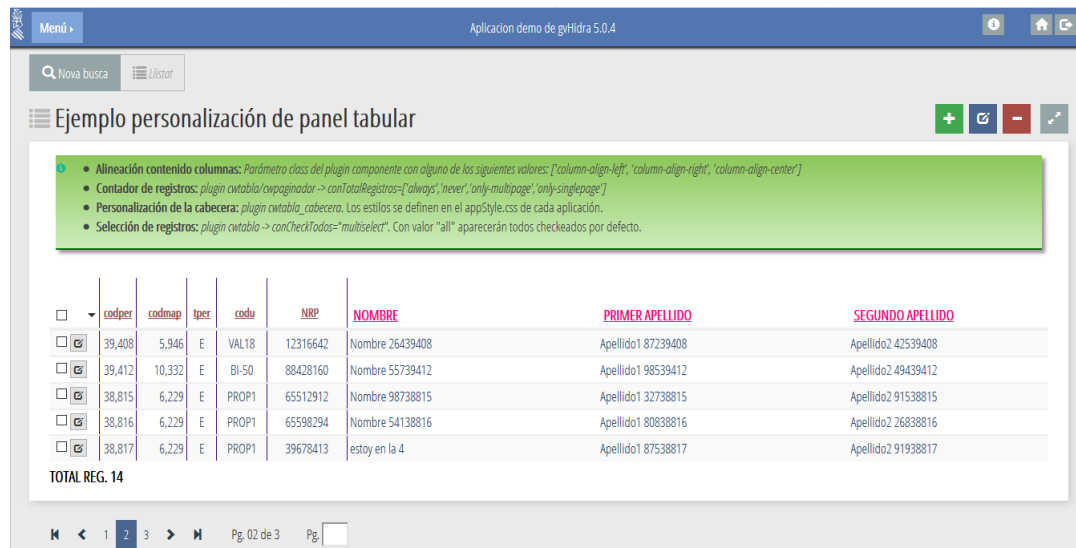 Menú ›
Aplicacion demo de gvHidra 5.0.4
Nova busca
Llistat
Ejemplo personalización de panel tabular
Alineación contenido columnas: Parámetro class del plugin componente con alguno de los siguientes valores: ['column-align-left', 'column-align-right', 'column-align-center']
Contador de registros: plugin cwtabla/cwpaginador -> conTotalRegistros=['always','never','only-multipage','only-singlepage']
Personalización de la cabecera: plugin cwtabla_cabecera. Los estilos se definen en el appStyle.css de cada aplicación.
Selección de registros: plugin cwtabla -> conCheckTodos="multiselect". Con valor "all" aparecerán todos checkeados por defecto.
codper codmap tper codu NRP NOMBRE PRIMER APELLIDO SEGUNDO APELLIDO
39,408 5,946 E VAL18 12316642 Nombre 26439408 Apellido1 87239408 Apellido2 42539408
39,412 10,332 E BI-50 88428160 Nombre 55739412 Apellido1 98539412 Apellido2 49439412
38,815 6,229 E PROP1 65512912 Nombre 98738815 Apellido1 32738815 Apellido2 91538815
38,816 6,229 E PROP1 65598294 Nombre 54138816 Apellido1 80838816 Apellido2 26838816
38,817 6,229 E PROP1 39678413 estoy en la 4 Apellido1 87538817 Apellido2 91938817
TOTAL REG. 14
1 2 3 Pg. 02 de 3 Pg.